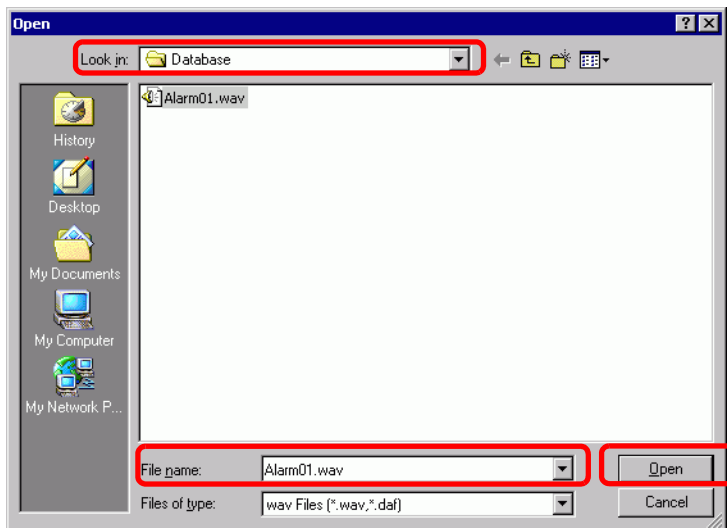 Open
Look in: Database
Alarm01.wav
History
Desktop
My Documents
My Computer
My Network P...
File name: Alarm01.wav Open
Files of type: wav Files (*.wav,*.daf) Cancel